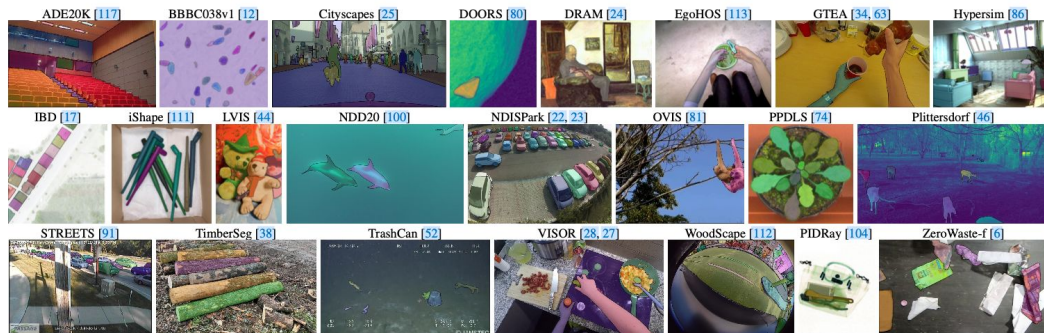 ADE20K [117] BBBC038v1 [12] Cityscapes [25] DOORS [80] DRAM [24] EgoHOS [113] GTEA [34, 63] Hypersim [86]
IBD [17] iShape [111] LVIS [44] NDD20 [100] NDISPark [22, 23] OVIS [81] PPDLS [74] Plittersdorf [46]
STREETS [91] TimberSeg [38] TrashCan [52] VISOR [28, 27] WoodScape [112] PIDRay [104] ZeroWaste-f [6]